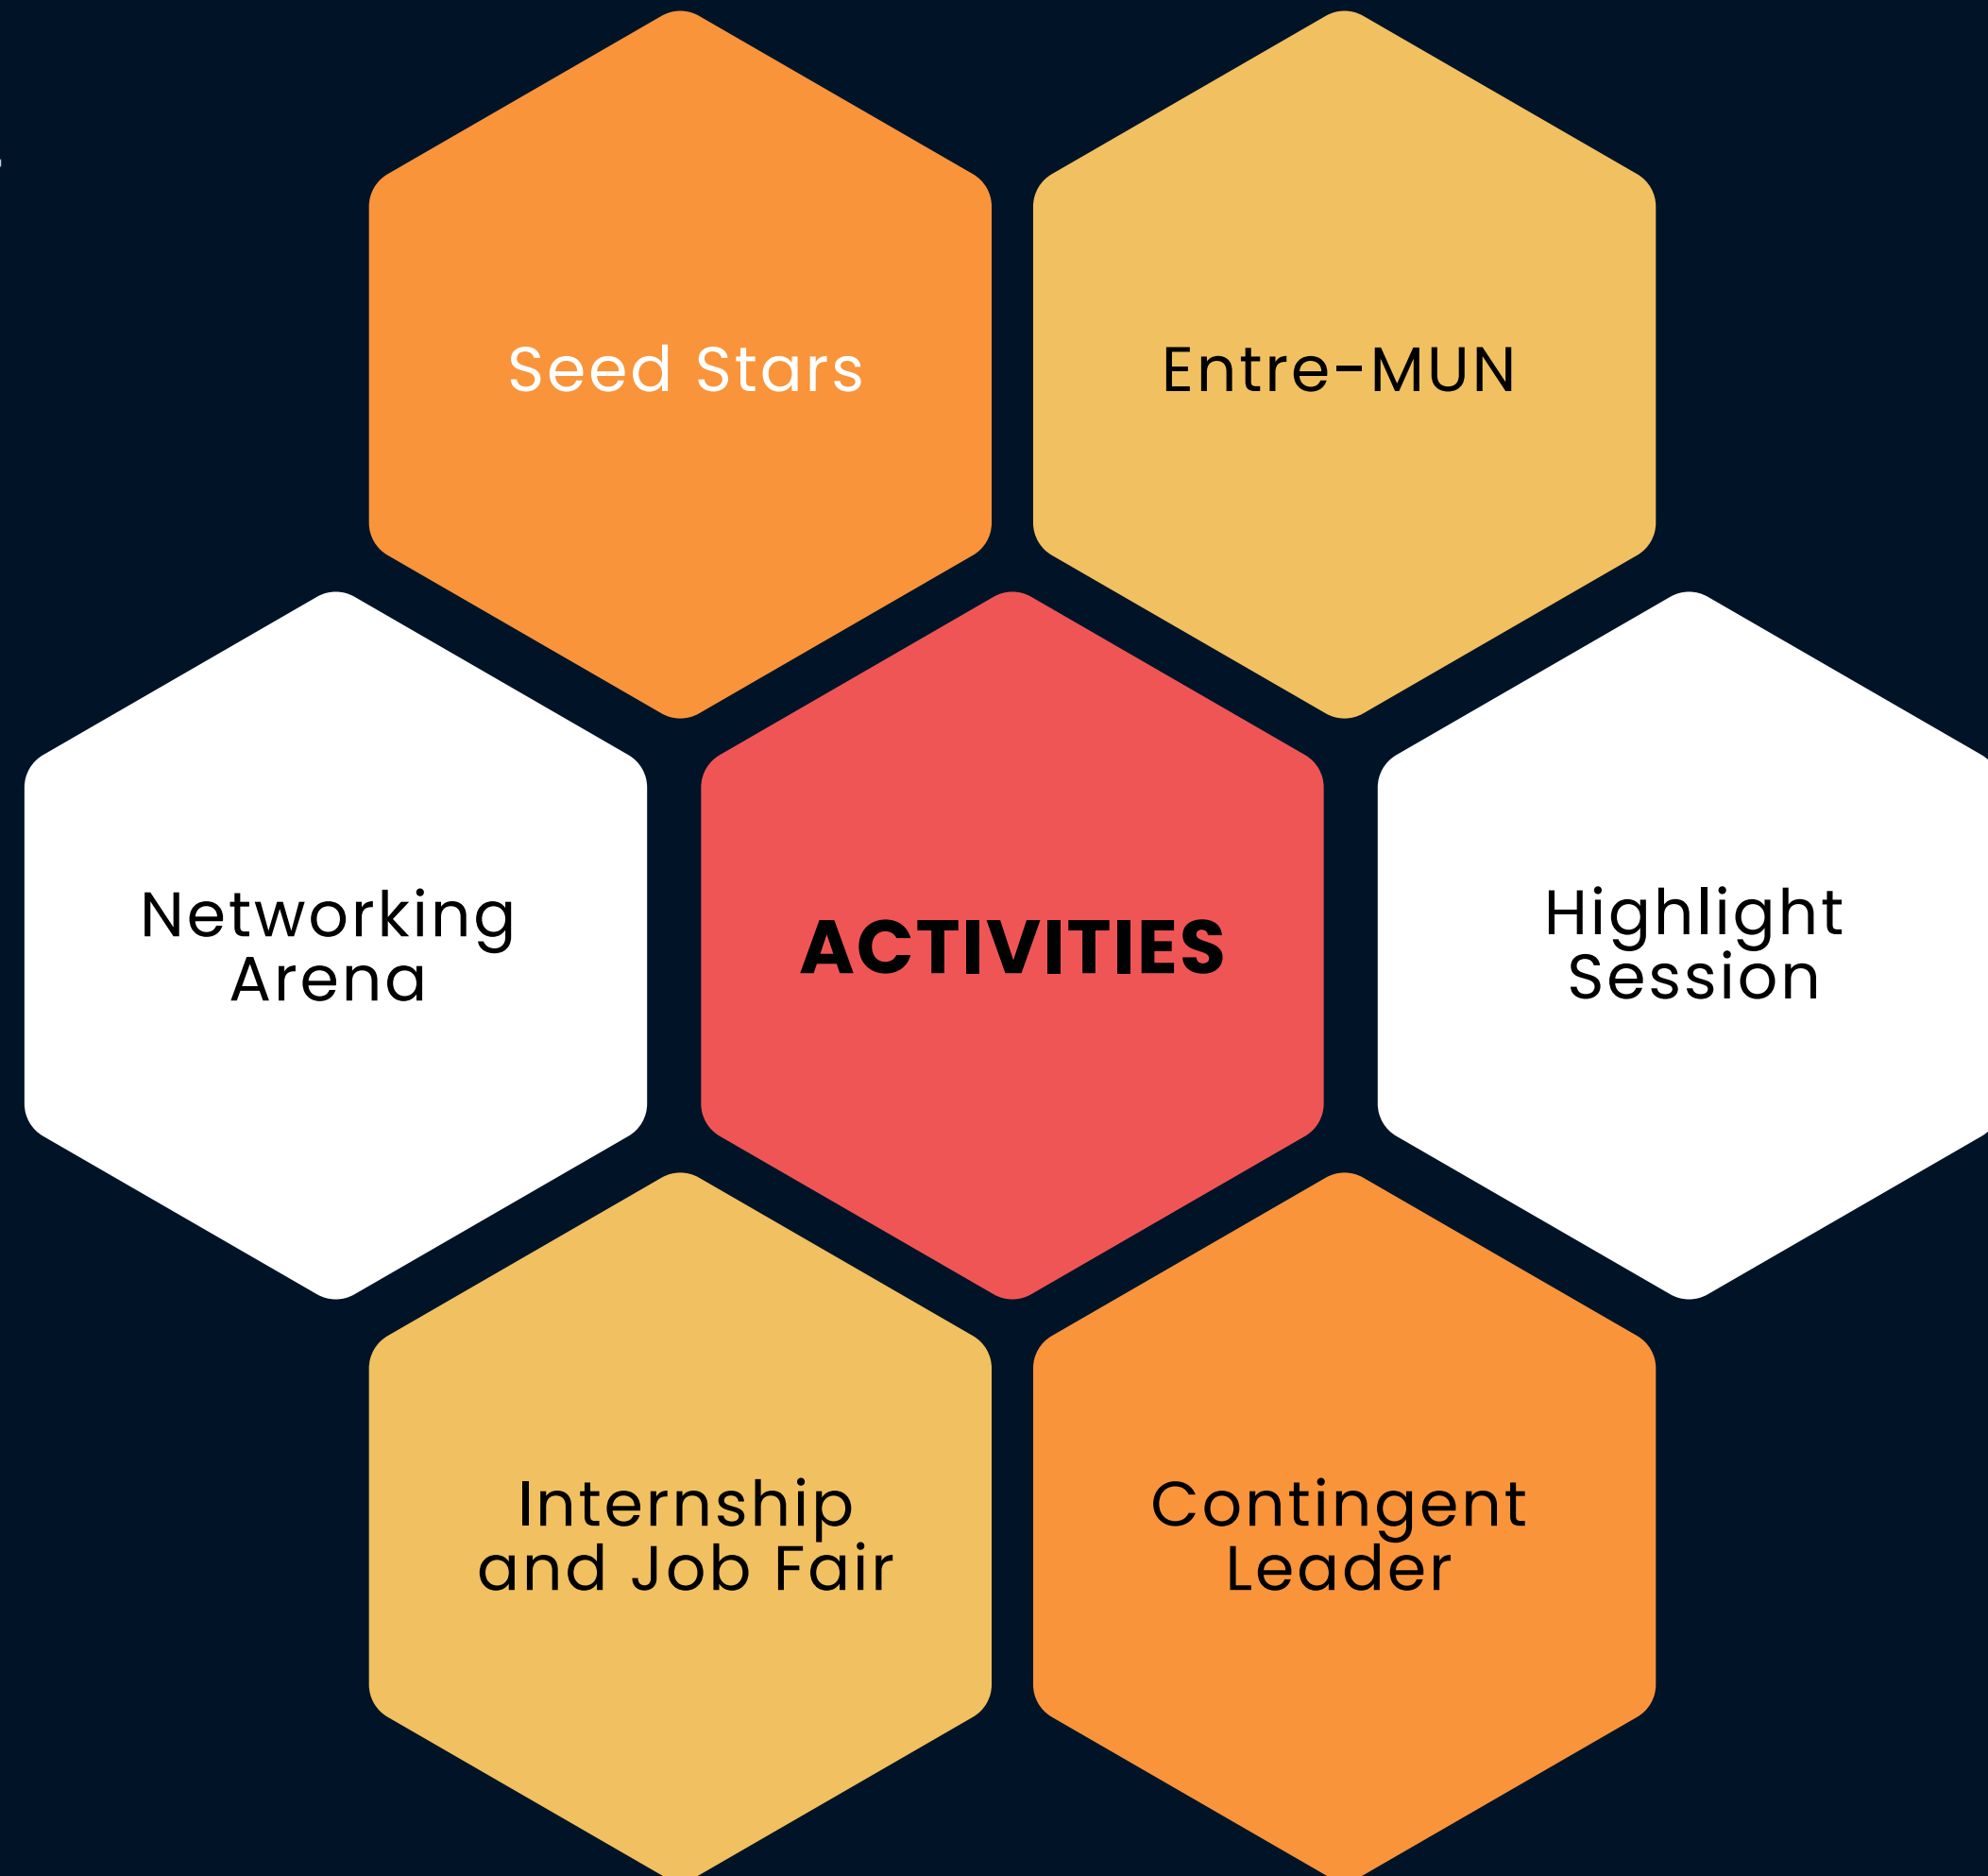 Seed Stars
Entre-MUN
Networking
Arena
ACTIVITIES
Highlight
Session
Internship
and Job Fair
Contingent
Leader